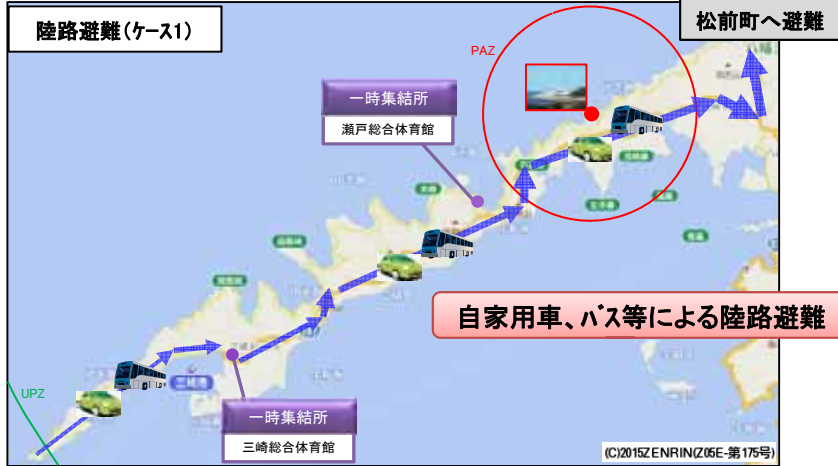 陸路避難(ケース1)
松前町へ避難
PAZ
一時集結所
瀬戸総合体育館
自家用車、バス等による陸路避難
UPZ
三崎港
一時集結所
三崎総合体育館
(C)2015ZENRIN(Z05E-第175号)